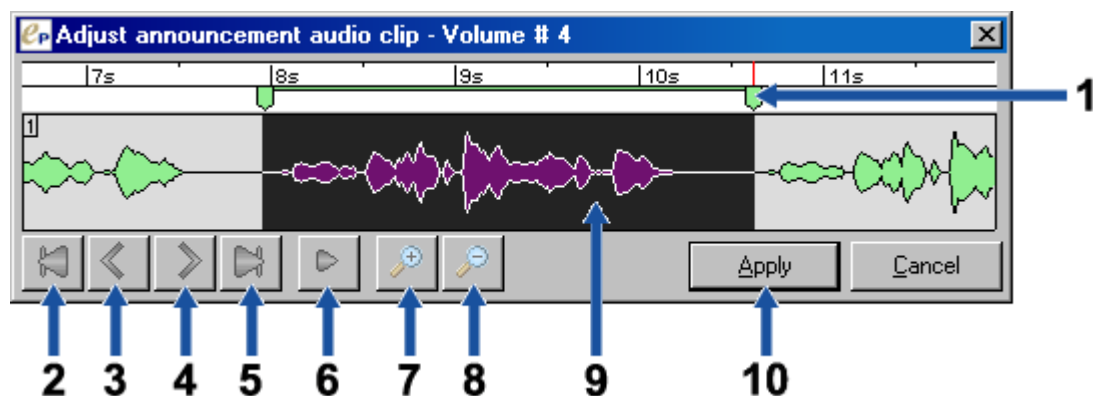 eP Adjust announcement audio clip - Volume # 4
7s 8s 9s 10s 11s
1
1
Apply Cancel
2 3 4 5 6 7 8 9 10